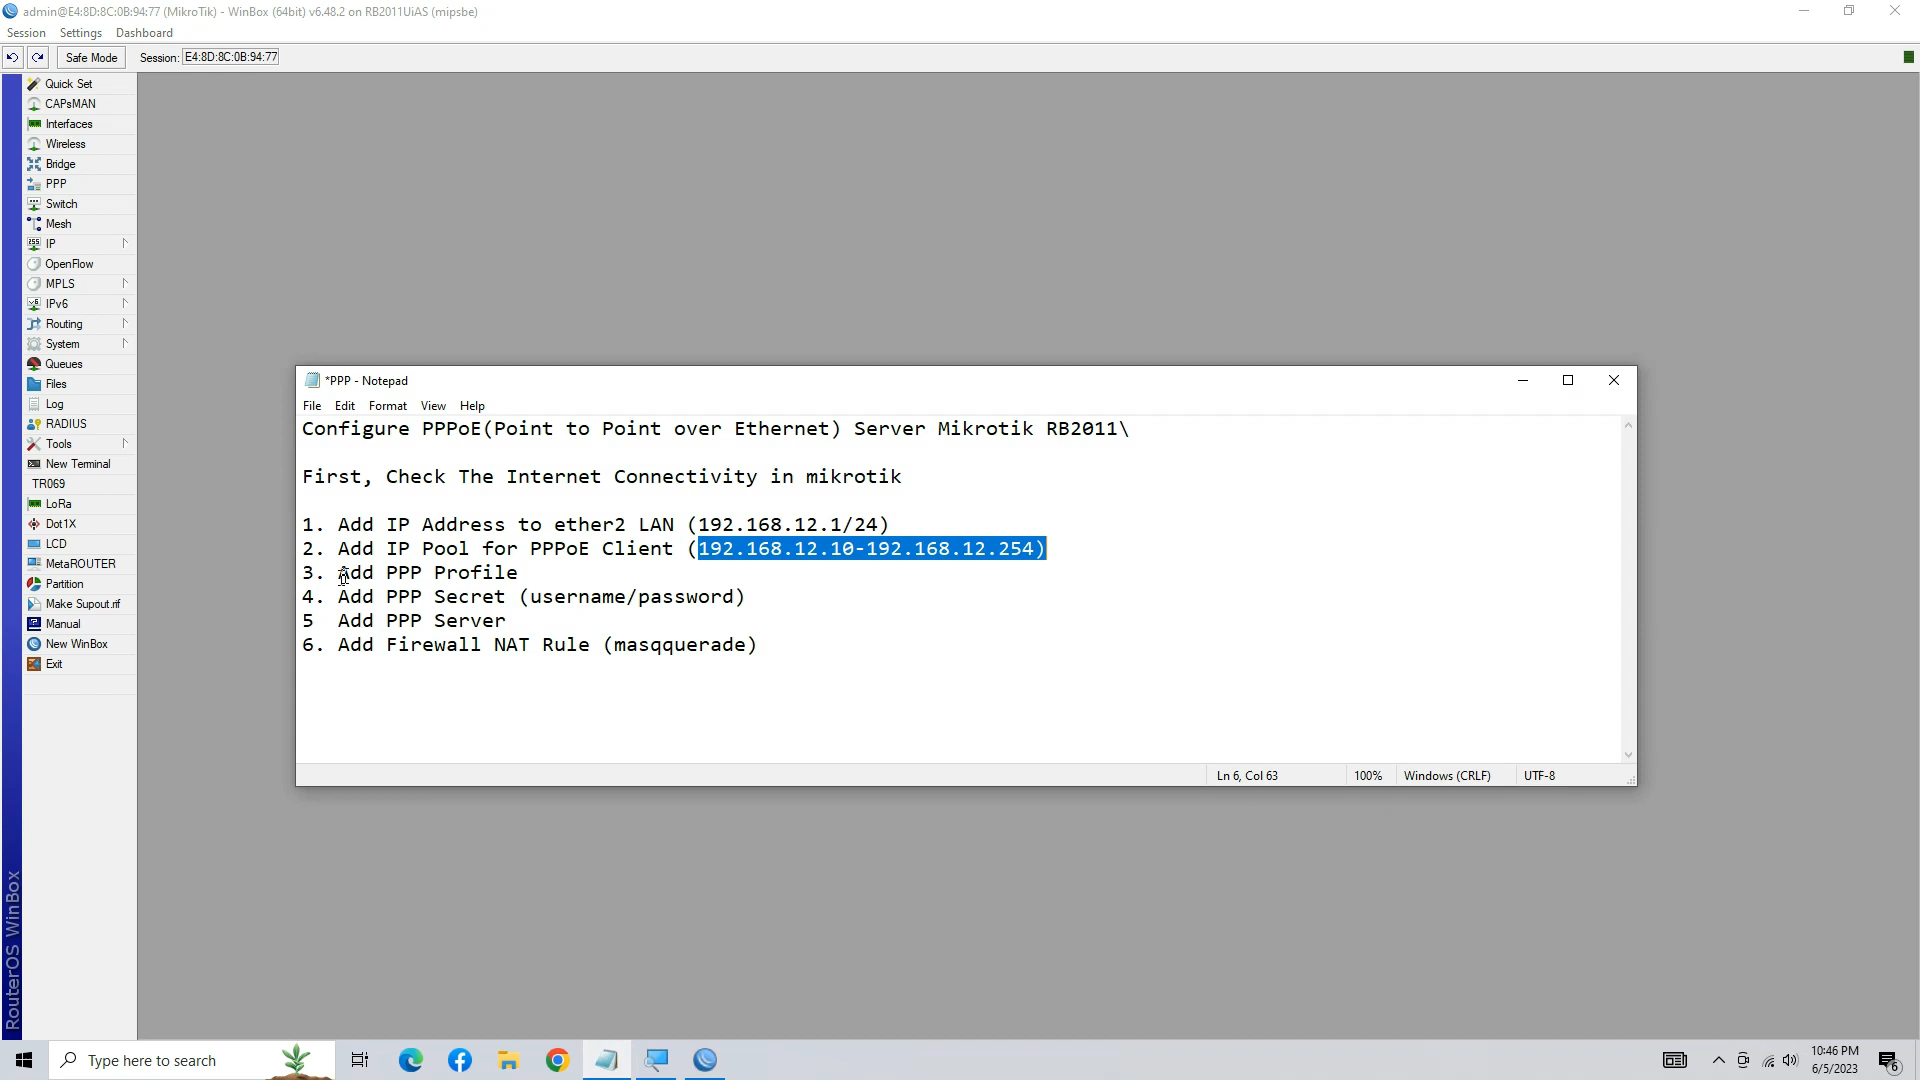 admin@E4:8D:8C:0B:94:77 (MikroTik) - WinBox (64bit) v6.48.2 on RB2011UiAS (mipsbe)
Session Settings Dashboard
Safe Mode Session: E4:8D:8C:0B:94:77
Quick Set
CAPsMAN
Interfaces
Wireless
Bridge
PPP
Switch
Mesh
IP
OpenFlow
MPLS
IPv6
Routing
System
Queues
Files
Log
RADIUS
Tools
New Terminal
TR069
LoRa
Dot1X
LCD
MetaROUTER
Partition
Make Supout.rif
Manual
New WinBox
Exit
RouterOS WinBox
*PPP - Notepad
File Edit Format View Help
Configure PPPoE(Point to Point over Ethernet) Server Mikrotik RB2011\
First, Check The Internet Connectivity in mikrotik
1. Add IP Address to ether2 LAN (192.168.12.1/24)
2. Add IP Pool for PPPoE Client (192.168.12.10-192.168.12.254)
3. Add PPP Profile
4. Add PPP Secret (username/password)
5  Add PPP Server
6. Add Firewall NAT Rule (masqquerade)
Ln 6, Col 63 100% Windows (CRLF) UTF-8
Type here to search
10:46 PM
6/5/2023
6